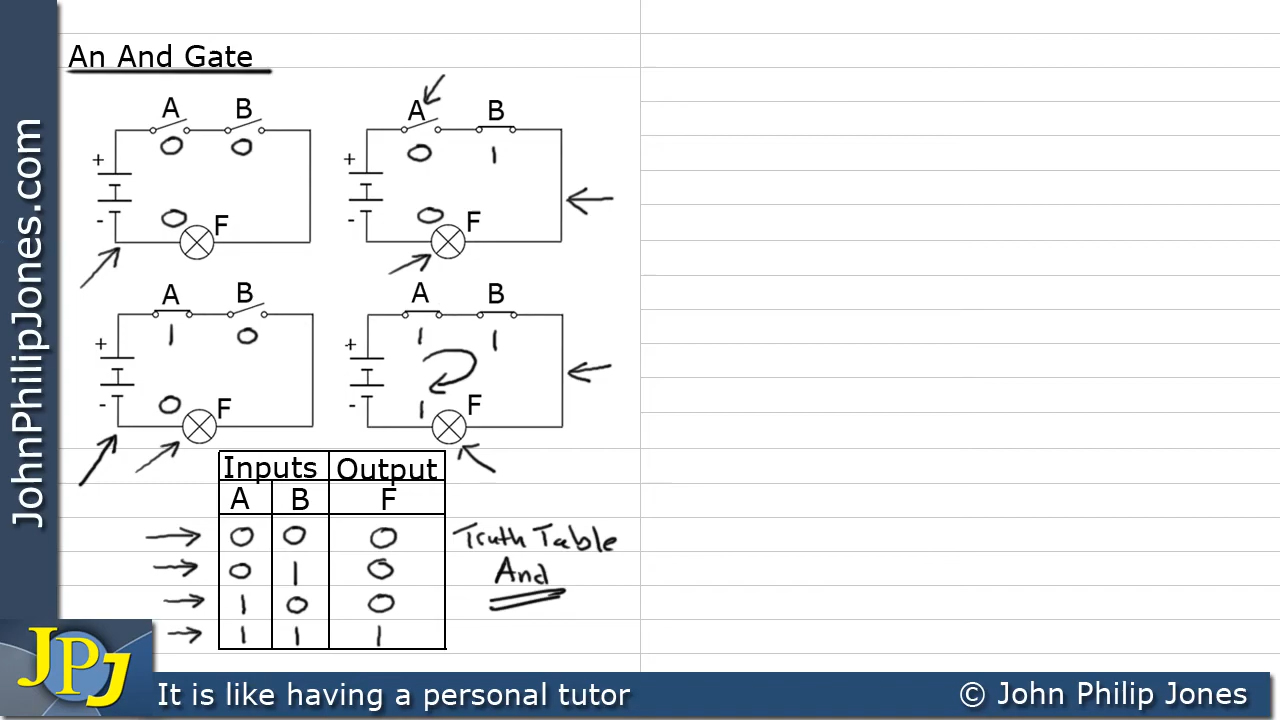 An And Gate
A B
+
0 0
-
0 F
A B
+
0 1
-
0 F
A B
+
1 0
-
0 F
A B
+
1 1
-
1 F
Inputs Output
A B F
0 0 0
0 1 0
1 0 0
1 1 1
Truth Table
And
JohnPhilipJones.com
JPJ
It is like having a personal tutor
© John Philip Jones